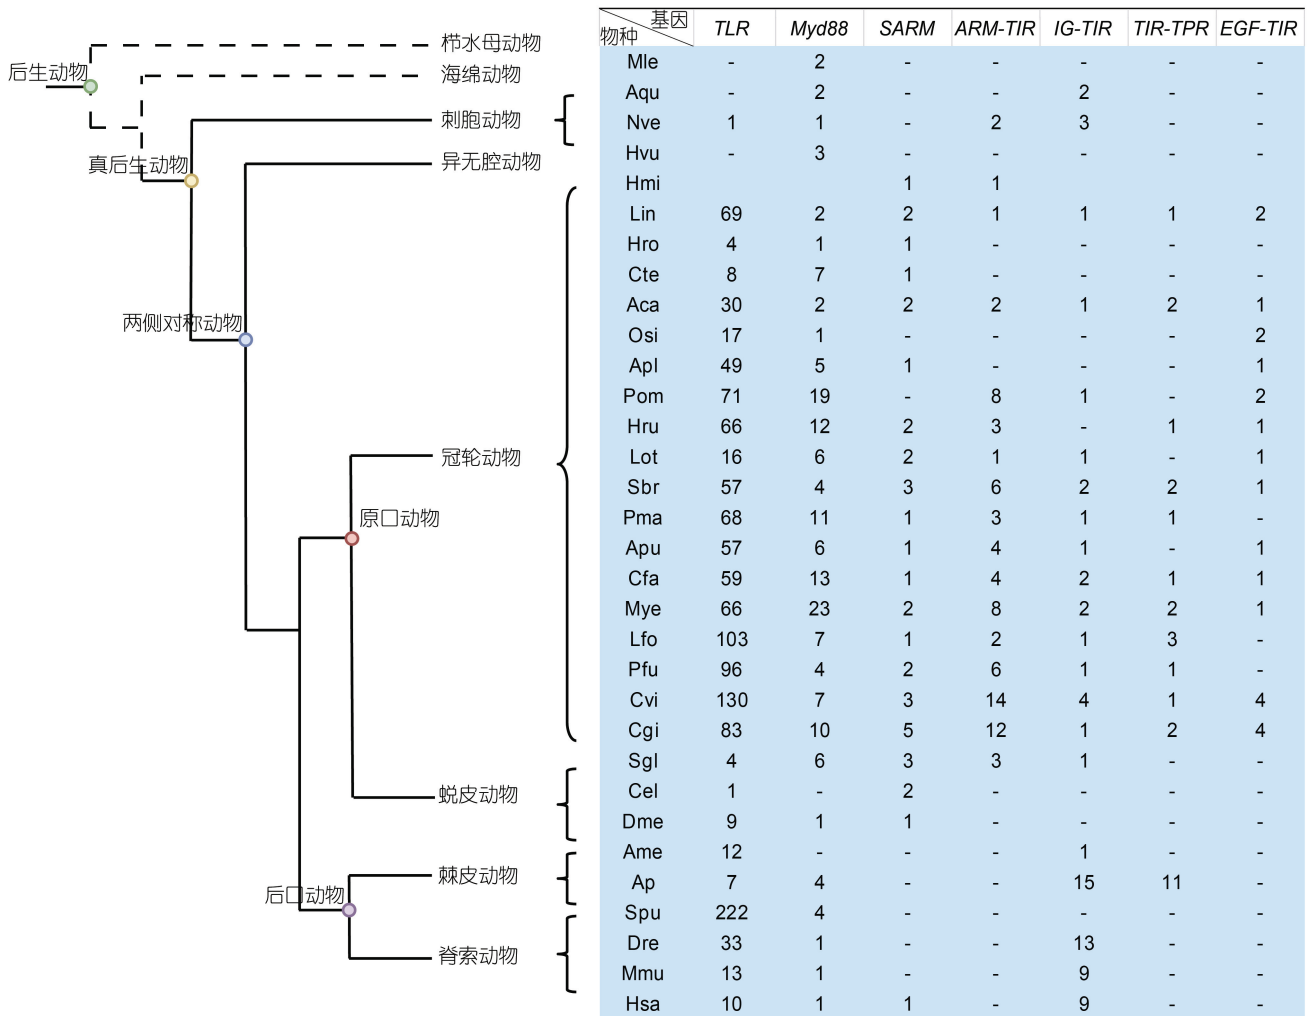 栉水母动物
后生动物
海绵动物
刺胞动物
异无腔动物
真后生动物
两侧对称动物
冠轮动物
原口动物
蜕皮动物
棘皮动物
后口动物
脊索动物
基因 物种 TLR Myd88 SARM ARM-TIR IG-TIR TIR-TPR EGF-TIR
Mle - 2 - - - - -
Aqu - 2 - - 2 - -
Nve 1 1 - 2 3 - -
Hvu - 3 - - - - -
Hmi 1 1
Lin 69 2 2 1 1 1 2
Hro 4 1 1 - - - -
Cte 8 7 1 - - - -
Aca 30 2 2 2 1 2 1
Osi 17 1 - - - - 2
Apl 49 5 1 - - - 1
Pom 71 19 - 8 1 - 2
Hru 66 12 2 3 - 1 1
Lot 16 6 2 1 1 - 1
Sbr 57 4 3 6 2 2 1
Pma 68 11 1 3 1 1 -
Apu 57 6 1 4 1 - 1
Cfa 59 13 1 4 2 1 1
Mye 66 23 2 8 2 2 1
Lfo 103 7 1 2 1 3 -
Pfu 96 4 2 6 1 1 -
Cvi 130 7 3 14 4 1 4
Cgi 83 10 5 12 1 2 4
Sgl 4 6 3 3 1 - -
Cel 1 - 2 - - - -
Dme 9 1 1 - - - -
Ame 12 - - - 1 - -
Ap 7 4 - - 15 11 -
Spu 222 4 - - - - -
Dre 33 1 - - 13 - -
Mmu 13 1 - - 9 - -
Hsa 10 1 1 - 9 - -